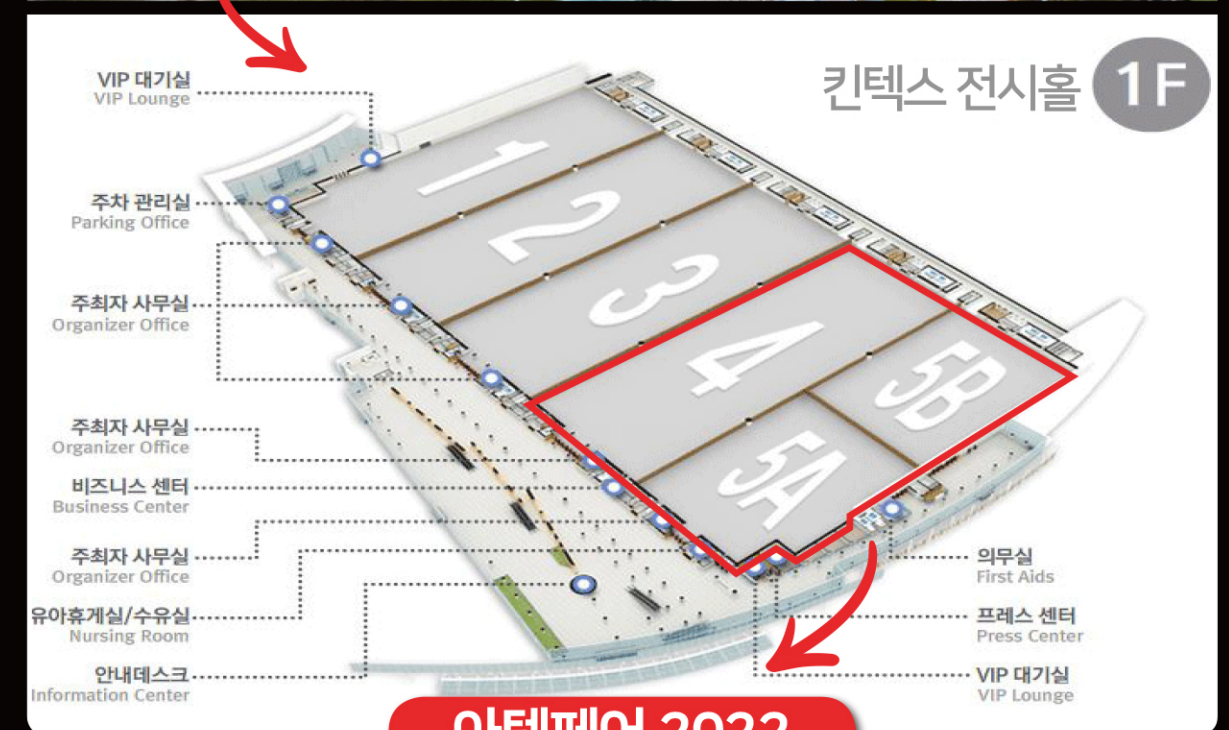 킨텍스 전시홀 1F
VIP 대기실
VIP Lounge
주차 관리실
Parking Office
주최자 사무실
Organizer Office
주최자 사무실
Organizer Office
비즈니스 센터
Business Center
주최자 사무실
Organizer Office
유아휴게실/수유실
Nursing Room
안내데스크
Information Center
1
2
3
4
5B
5A
의무실
First Aids
프레스 센터
Press Center
VIP 대기실
VIP Lounge